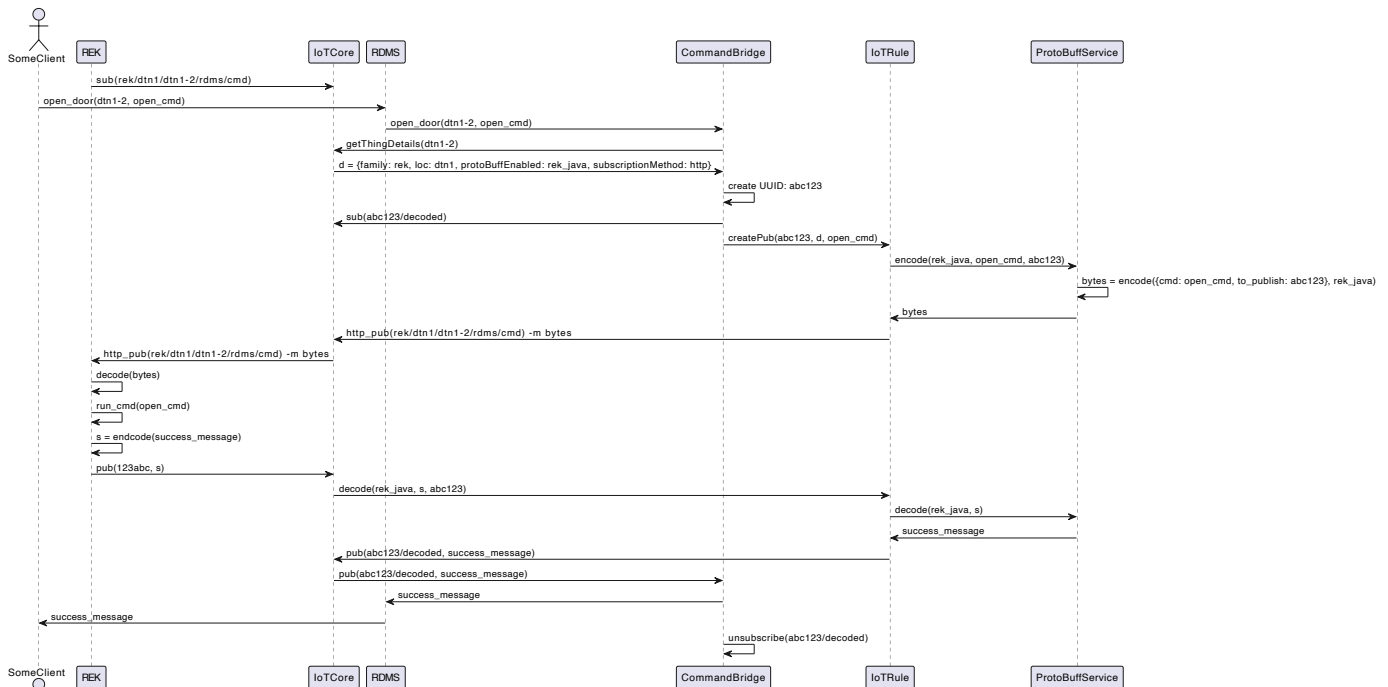 SomeClient
REK
IoTCore
RDMS
CommandBridge
IoTRule
ProtoBuffService
sub(rek/dtn1/dtn1-2/rdms/cmd)
open_door(dtn1-2, open_cmd)
open_door(dtn1-2, open_cmd)
getThingDetails(dtn1-2)
d = {family: rek, loc: dtn1, protoBuffEnabled: rek_java, subscriptionMethod: http}
create UUID: abc123
sub(abc123/decoded)
createPub(abc123, d, open_cmd)
encode(rek_java, open_cmd, abc123)
bytes = encode({cmd: open_cmd, to_publish: abc123}, rek_java)
bytes
http_pub(rek/dtn1/dtn1-2/rdms/cmd) -m bytes
http_pub(rek/dtn1/dtn1-2/rdms/cmd) -m bytes
decode(bytes)
run_cmd(open_cmd)
s = endcode(success_message)
pub(123abc, s)
decode(rek_java, s, abc123)
decode(rek_java, s)
success_message
pub(abc123/decoded, success_message)
pub(abc123/decoded, success_message)
success_message
success_message
unsubscribe(abc123/decoded)
SomeClient
REK
IoTCore
RDMS
CommandBridge
IoTRule
ProtoBuffService